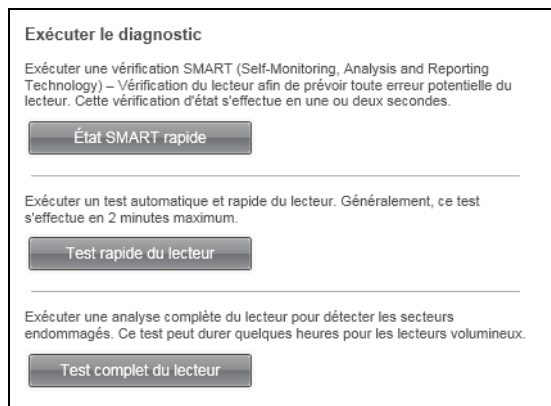 Exécuter le diagnostic
Exécuter une vérification SMART (Self-Monitoring, Analysis and Reporting
Technology) – Vérification du lecteur afin de prévoir toute erreur potentielle du
lecteur. Cette vérification d'état s'effectue en une ou deux secondes.
État SMART rapide
Exécuter un test automatique et rapide du lecteur. Généralement, ce test
s'effectue en 2 minutes maximum.
Test rapide du lecteur
Exécuter une analyse complète du lecteur pour détecter les secteurs
endommagés. Ce test peut durer quelques heures pour les lecteurs volumineux.
Test complet du lecteur